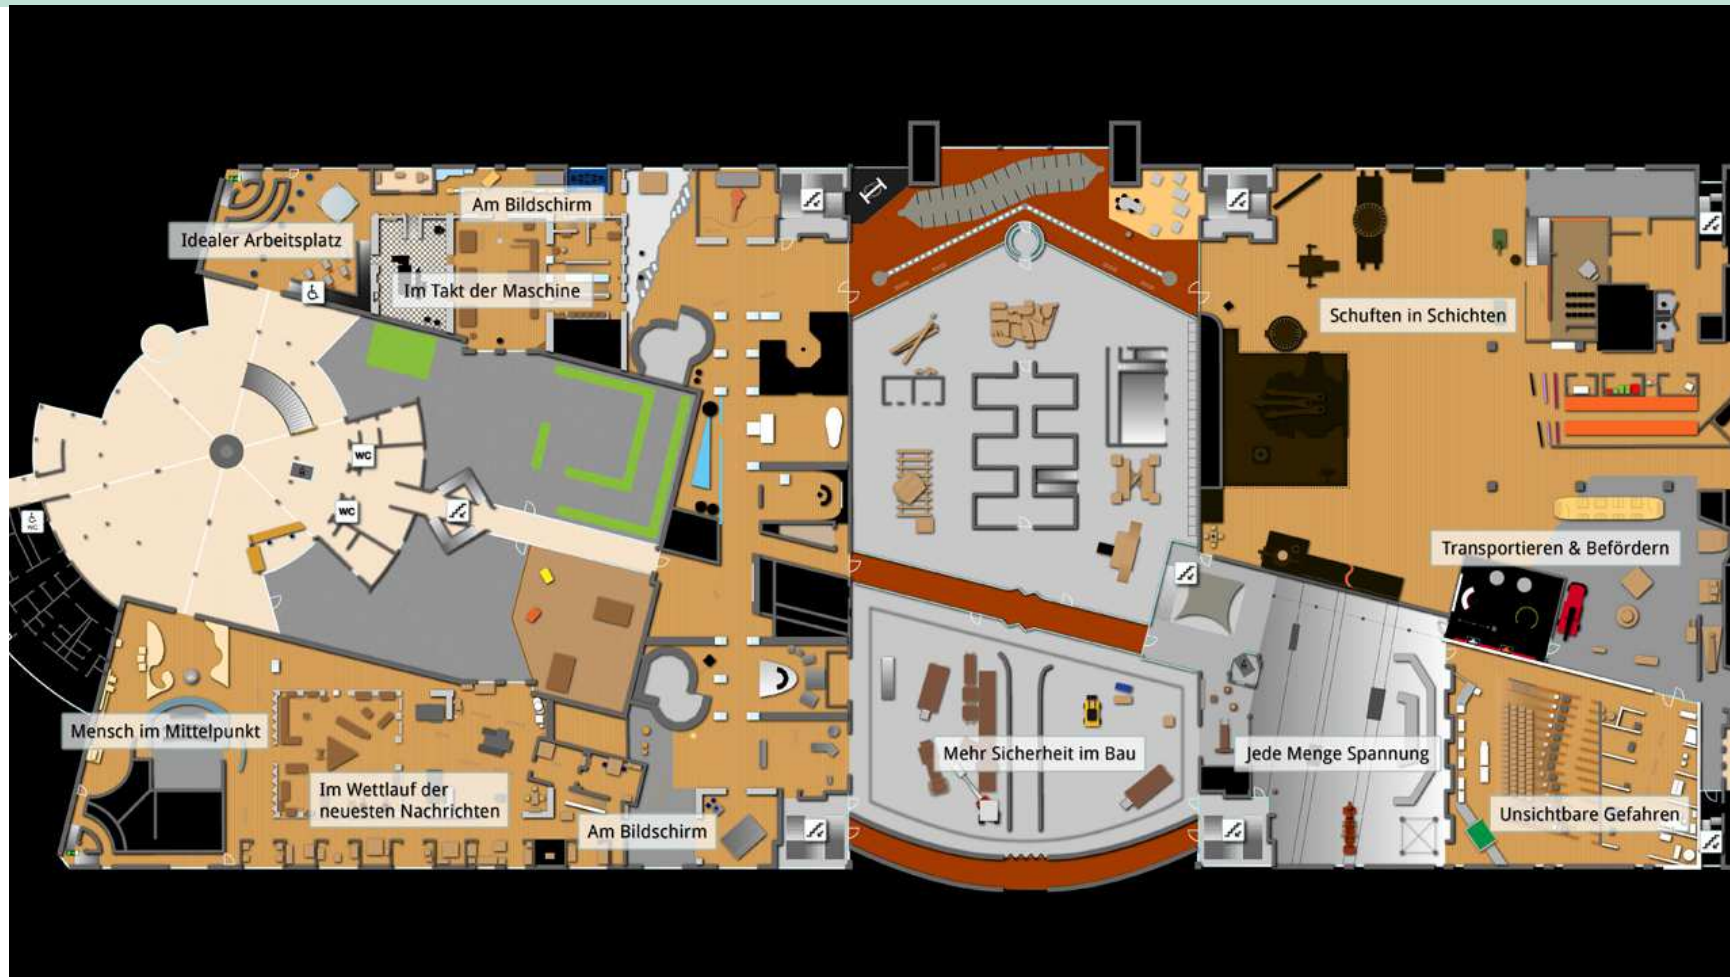 Am Bildschirm
Idealer Arbeitsplatz
Im Takt der Maschine
Schuften in Schichten
WC
WC
WC
Transportieren & Befördern
Mensch im Mittelpunkt
Mehr Sicherheit im Bau
Jede Menge Spannung
Im Wettlauf der
neuesten Nachrichten
Unsichtbare Gefahren
Am Bildschirm